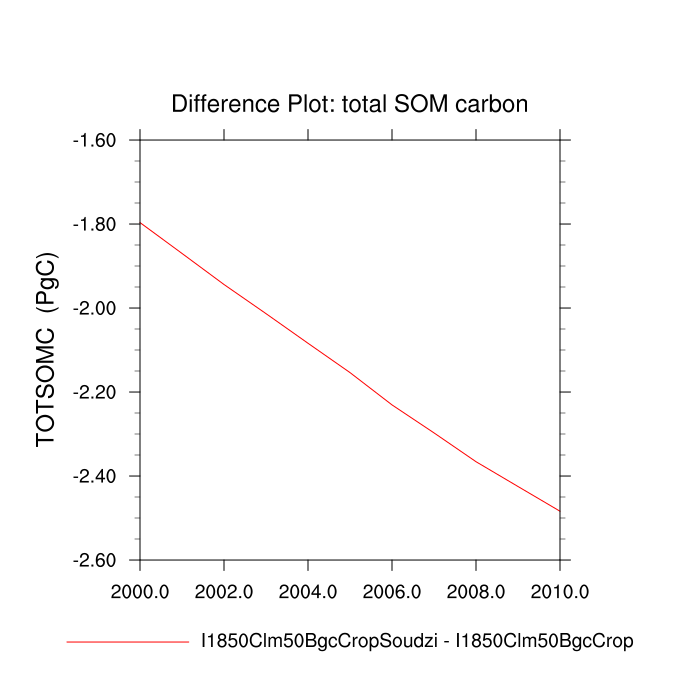 Difference Plot: total SOM carbon
TOTSOMC (PgC)
-1.60
-1.80
-2.00
-2.20
-2.40
-2.60
2000.0 2002.0 2004.0 2006.0 2008.0 2010.0
I1850Clm50BgcCropSoudzi - I1850Clm50BgcCrop